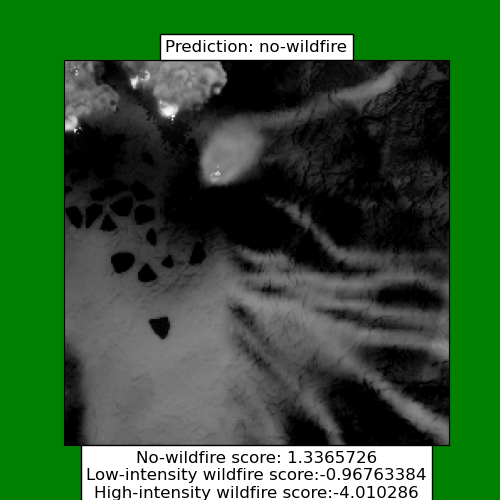 Prediction: no-wildfire
No-wildfire score: 1.3365726
Low-intensity wildfire score:-0.96763384
High-intensity wildfire score:-4.010286